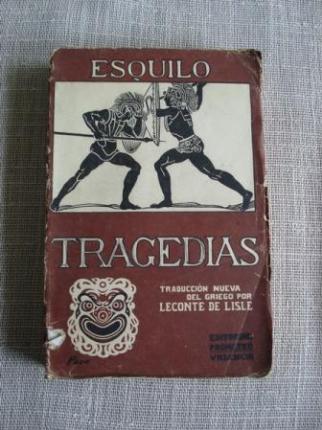 ESQUILO
TRAGEDIAS
TRADUCCIÓN NUEVA
DEL GRIEGO POR
LECONTE DE LISLE
EDITORIAL
PROMETEO
VALENCIA